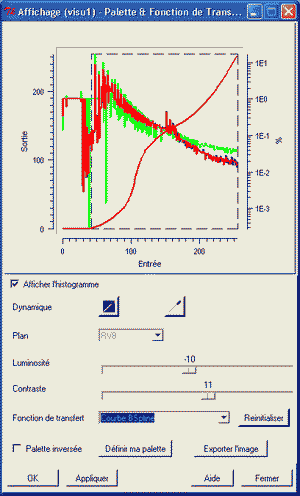 Affichage (visu1) - Palette & Fonction de Trans...
Sortie
200
100
0
1E1
1E0
1E-1
1E-2
1E-3
%
0
100
200
Entrée
Afficher l'histogramme
Dynamique
Plan
RVB
Luminosité
-10
Contraste
11
Fonction de transfert
Courbe BSpline
Reinitialiser
Palette inversée
Définir ma palette
Exporter l'image
OK
Appliquer
Aide
Fermer